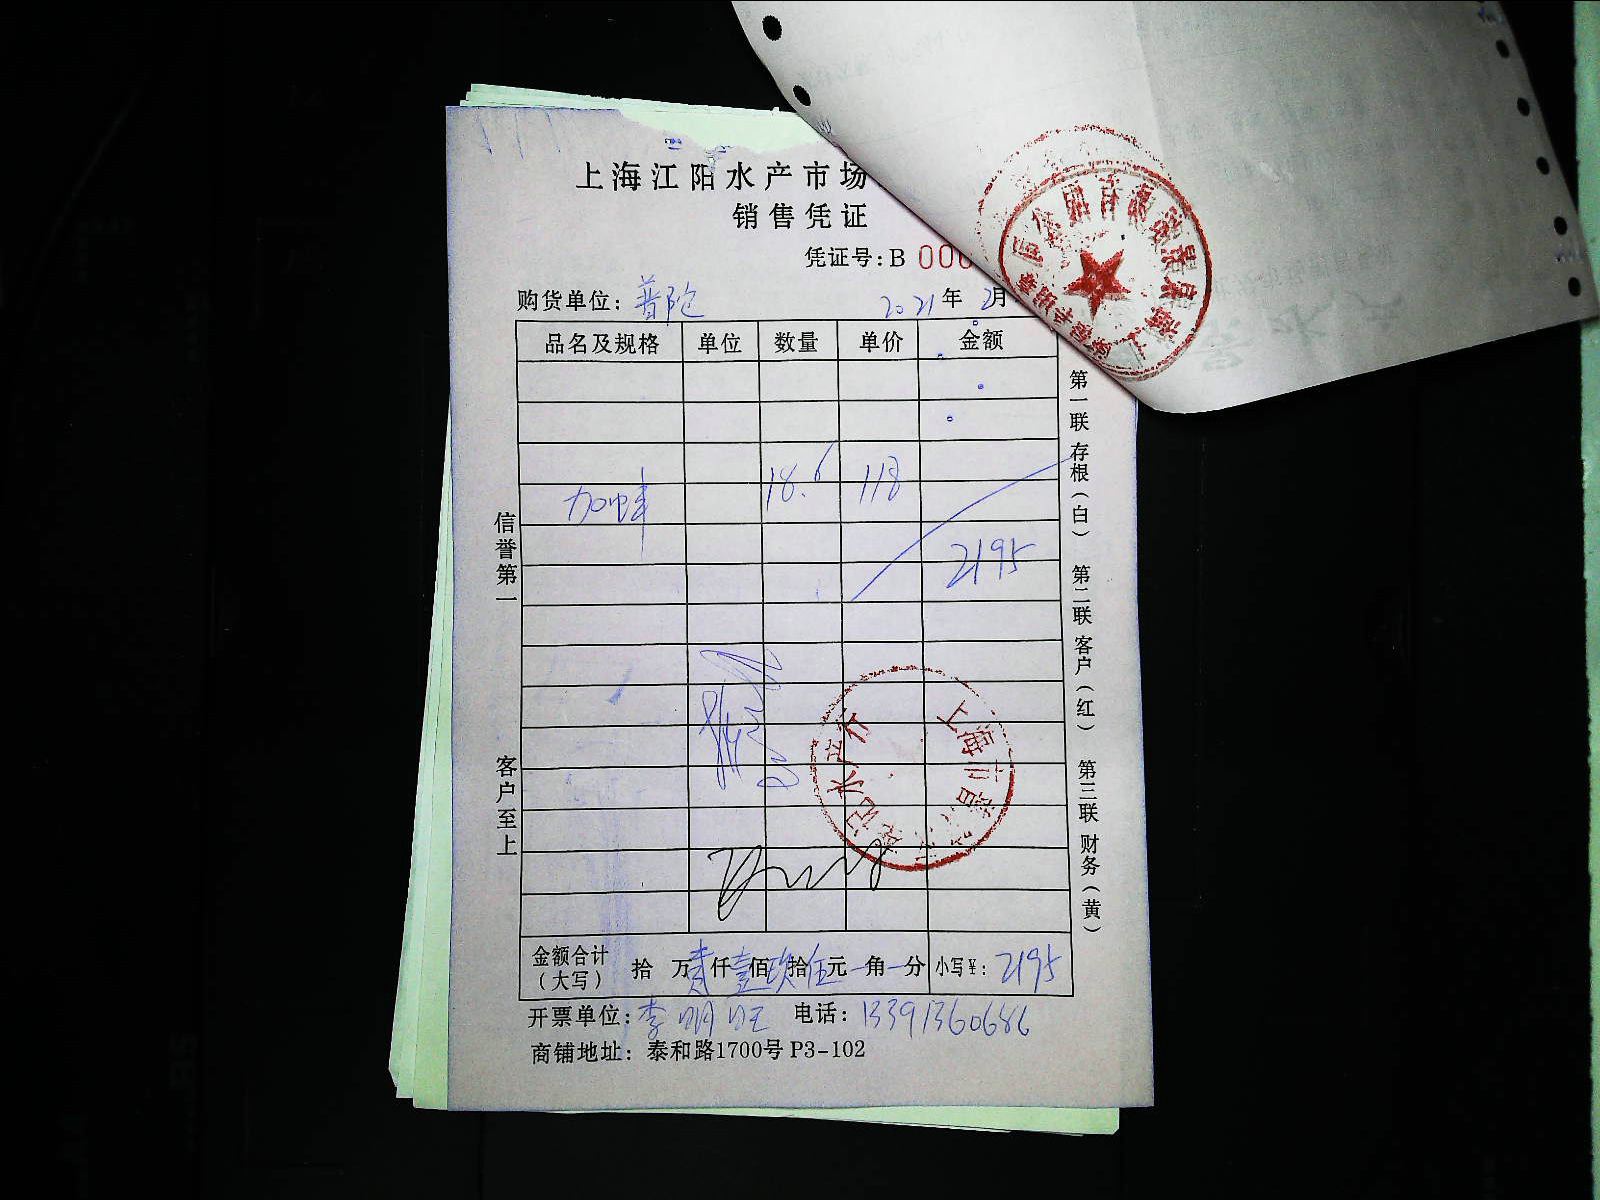 上海江阳水产市场
销售凭证
凭证号:B 000
购货单位: 普陀 2021年 2月
品名及规格 单位 数量 单价 金额
加蚌 18.6 118
2195
信誉第一
客户至上
第一联 存根(白) 第二联 客户(红) 第三联 财务(黄)
金额合计(大写) 拾 万贰仟壹佰玖拾伍元 角 分 小写¥: 2195
开票单位: 李明旺 电话: 13391360686
商铺地址: 泰和路1700号 P3-102